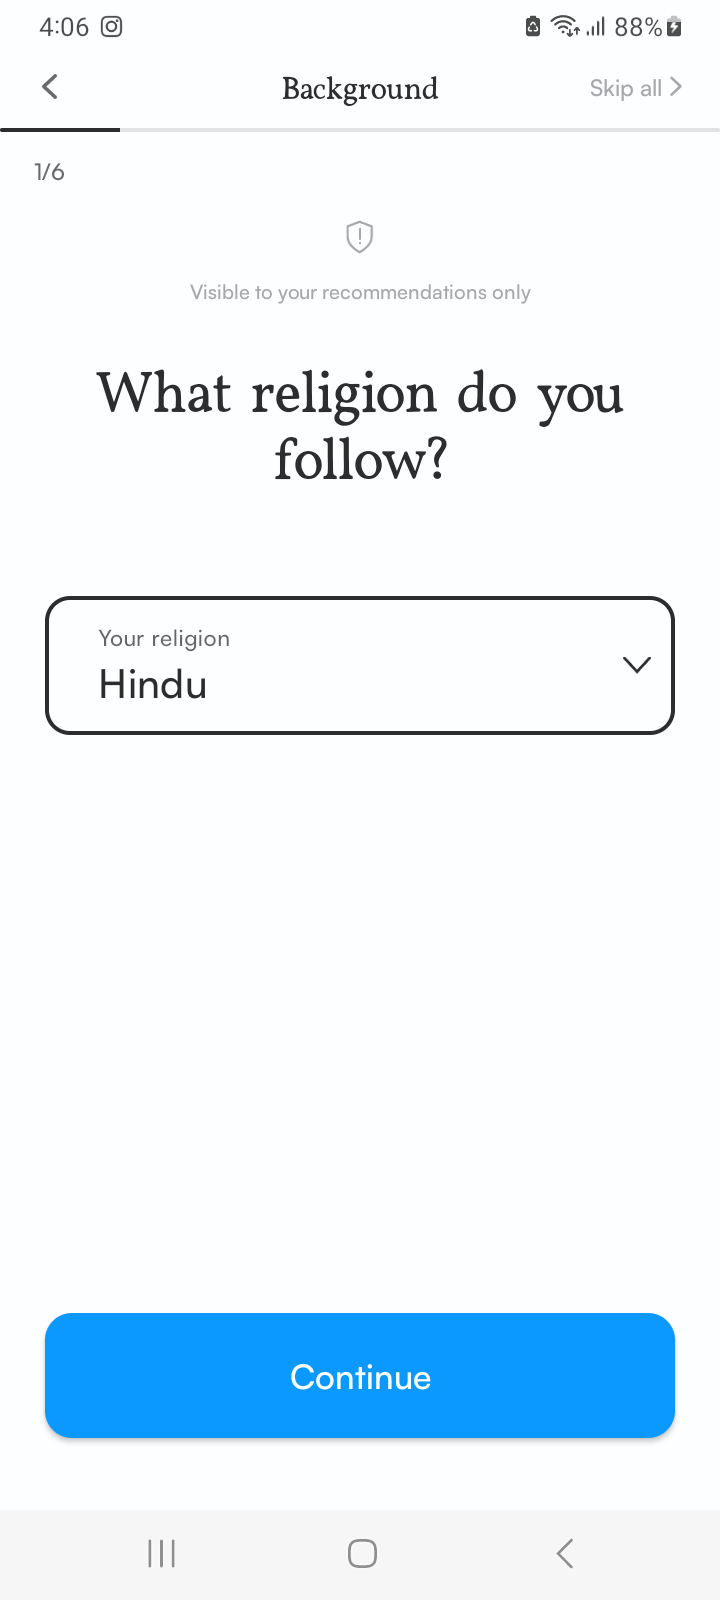 4:06 88%
Background
Skip all
1/6
Visible to your recommendations only
What religion do you
follow?
Your religion
Hindu
Continue